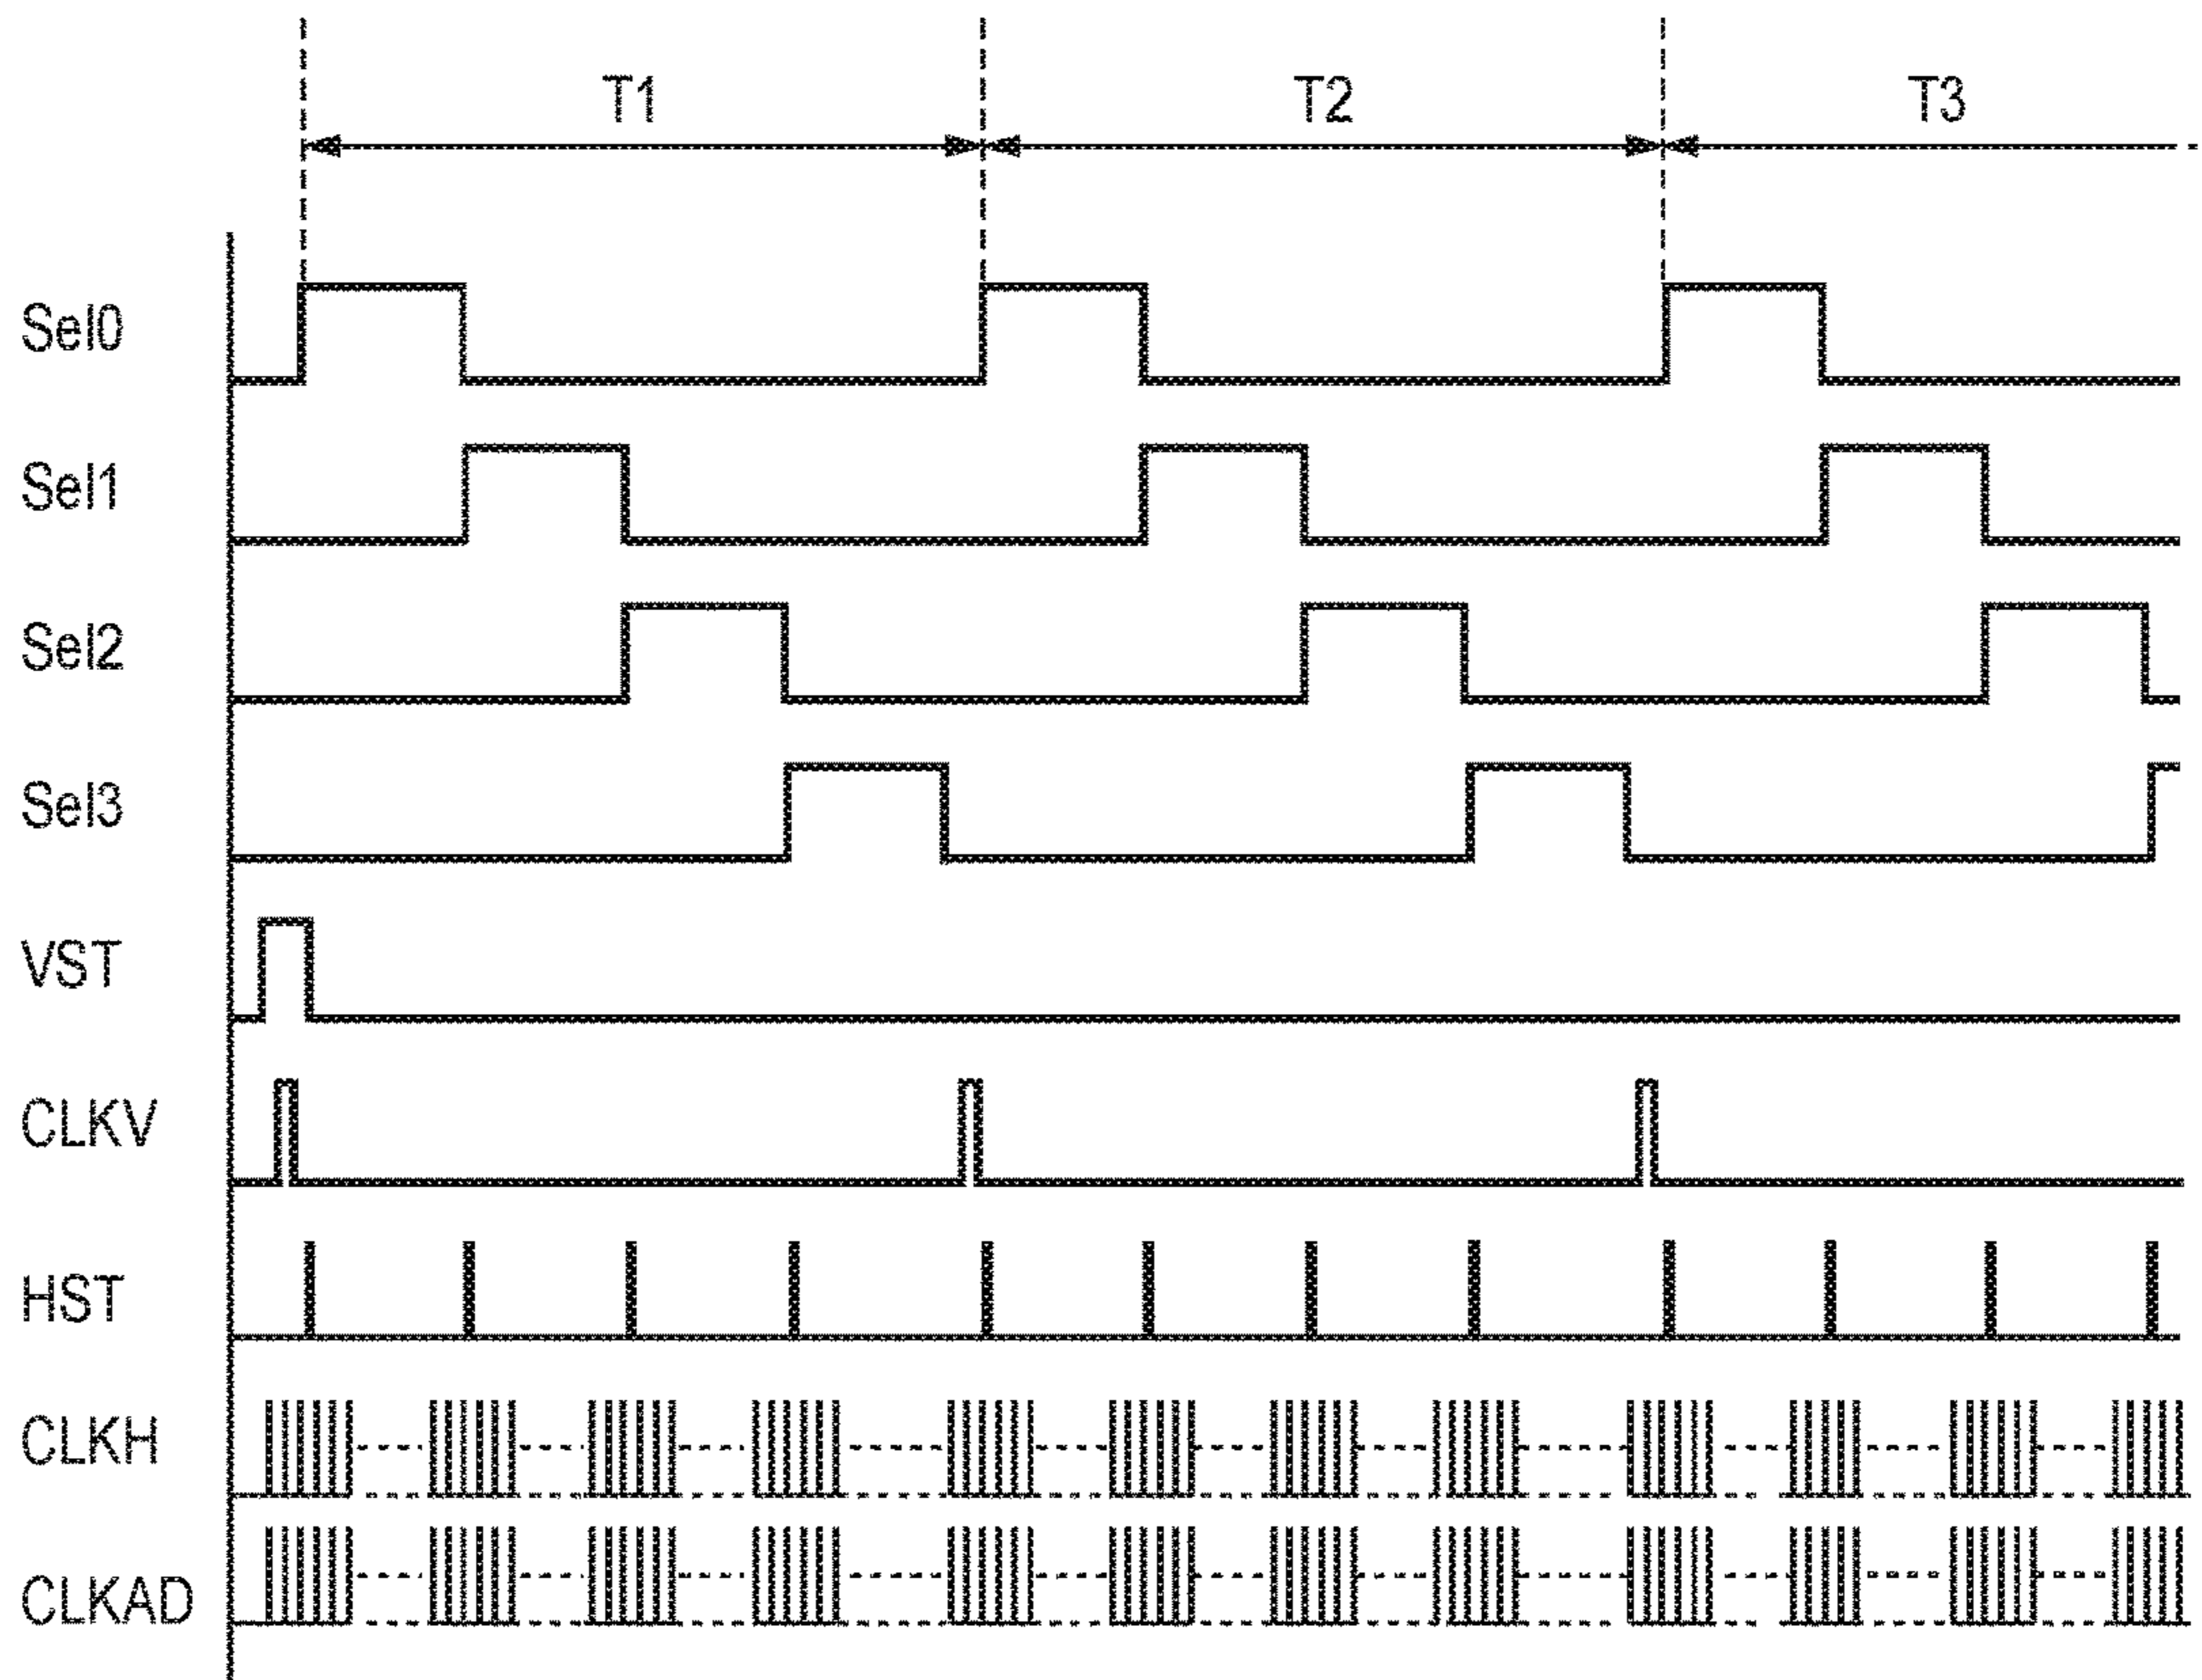 T1 T2 T3
Sel0
Sel1
Sel2
Sel3
VST
CLKV
HST
CLKH
CLKAD